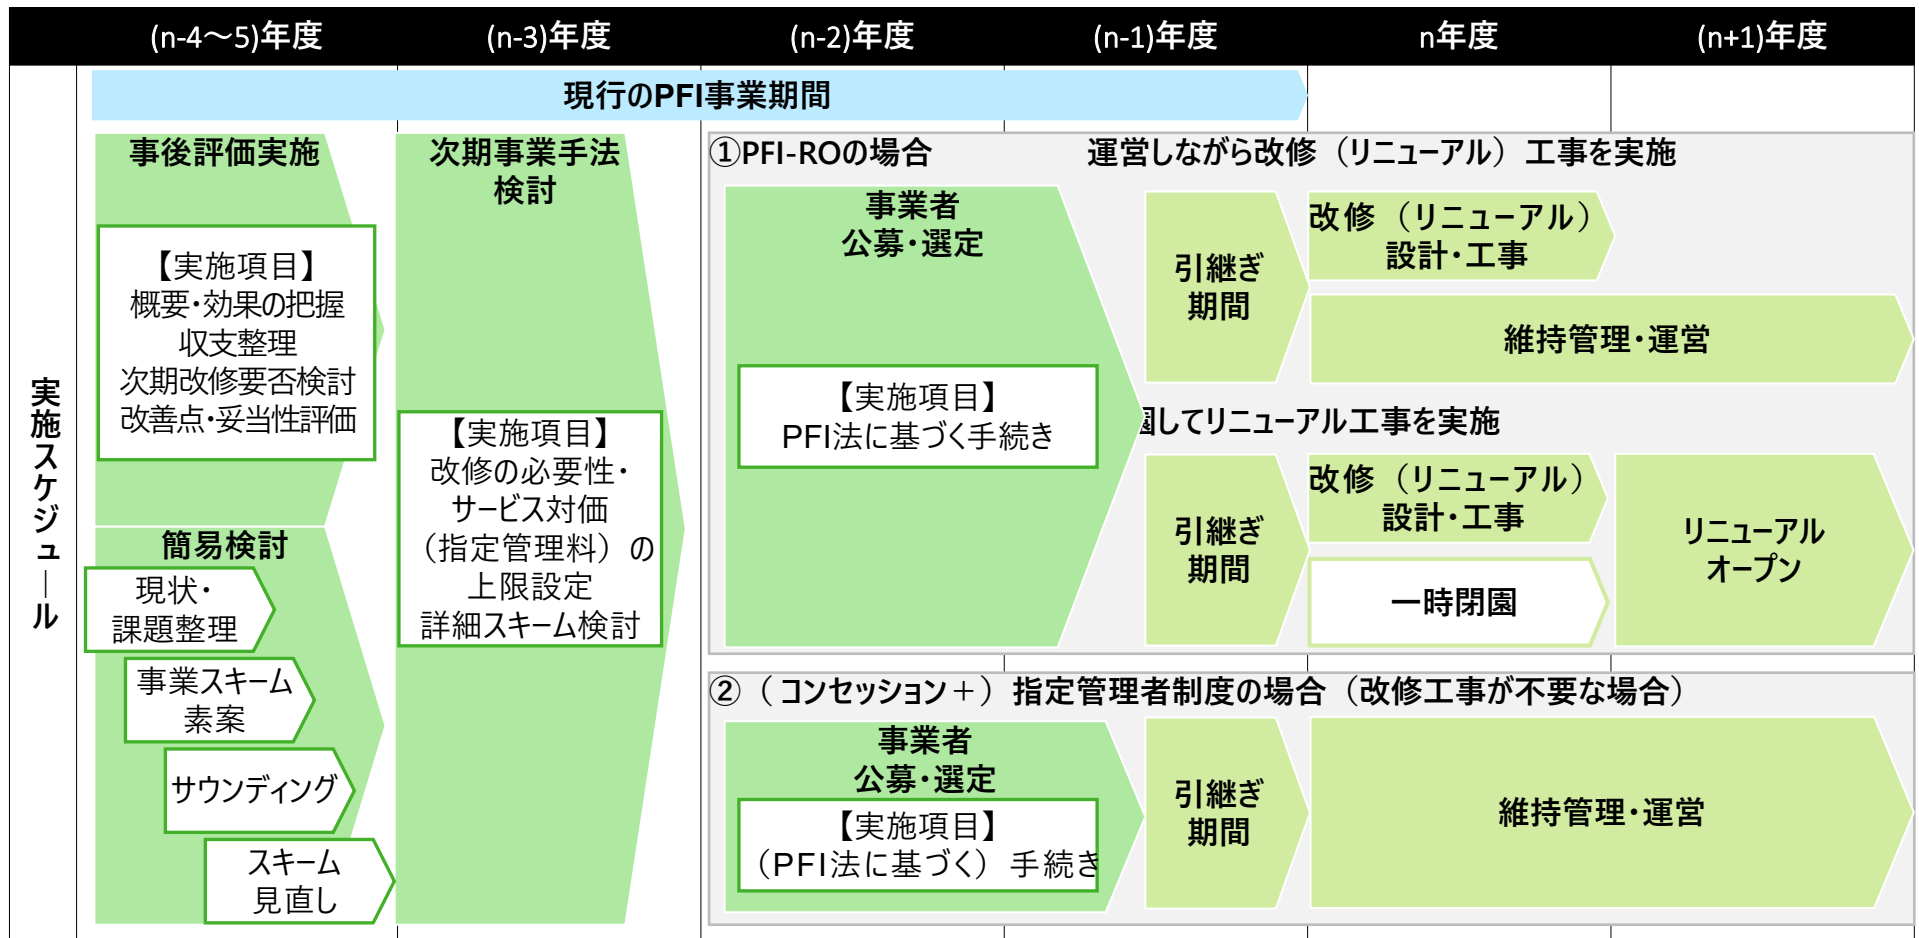 (n-4～5)年度
(n-3)年度
(n-2)年度
(n-1)年度
n年度
(n+1)年度
実施スケジュール
現行のPFI事業期間
事後評価実施
【実施項目】
概要・効果の把握
収支整理
次期改修要否検討
改善点・妥当性評価
簡易検討
現状・
課題整理
事業スキーム
素案
サウンディング
スキーム
見直し
次期事業手法
検討
【実施項目】
改修の必要性・
サービス対価
（指定管理料）の
上限設定
詳細スキーム検討
①PFI-ROの場合
運営しながら改修（リニューアル）工事を実施
事業者
公募・選定
【実施項目】
PFI法に基づく手続き
引継ぎ
期間
改修（リニューアル）
設計・工事
維持管理・運営
園してリニューアル工事を実施
引継ぎ
期間
改修（リニューアル）
設計・工事
一時閉園
リニューアル
オープン
②（コンセッション＋）指定管理者制度の場合（改修工事が不要な場合）
事業者
公募・選定
【実施項目】
（PFI法に基づく）手続き
引継ぎ
期間
維持管理・運営